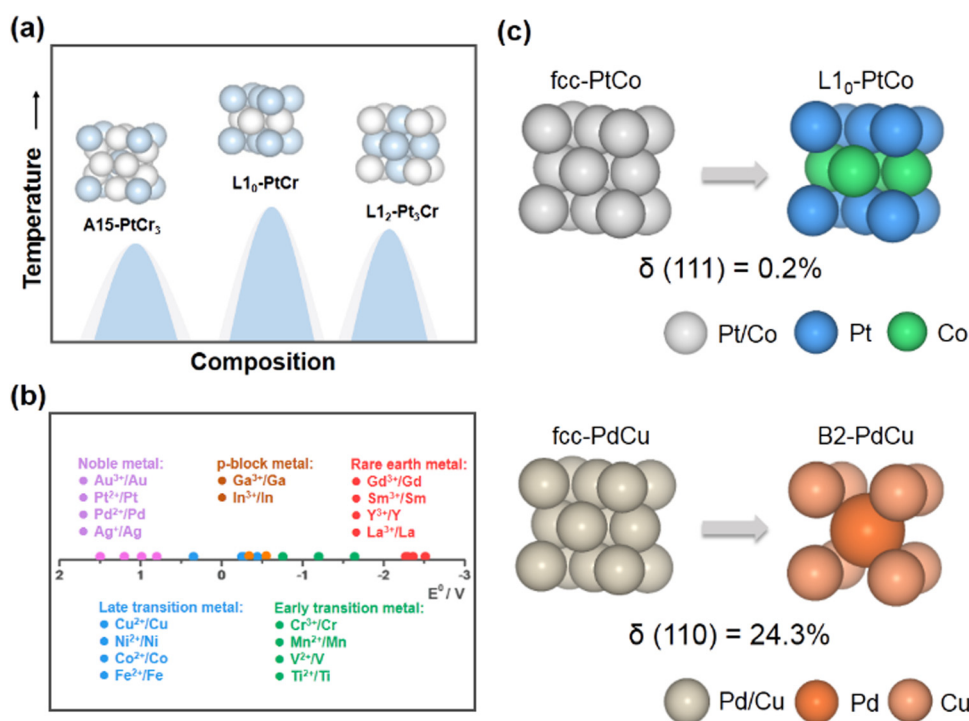 (a)
Temperature
A15-PtCr₃
L1₀-PtCr
L1₂-Pt₃Cr
Composition
(b)
Noble metal:
Au³⁺/Au
Pt²⁺/Pt
Pd²⁺/Pd
Ag⁺/Ag
p-block metal:
Ga³⁺/Ga
In³⁺/In
Rare earth metal:
Gd³⁺/Gd
Sm³⁺/Sm
Y³⁺/Y
La³⁺/La
2 1 0 -1 -2 -3
E⁰/ V
Late transition metal:
Cu²⁺/Cu
Ni²⁺/Ni
Co²⁺/Co
Fe²⁺/Fe
Early transition metal:
Cr³⁺/Cr
Mn²⁺/Mn
V²⁺/V
Ti²⁺/Ti
(c)
fcc-PtCo
L1₀-PtCo
δ (111) = 0.2%
Pt/Co Pt Co
fcc-PdCu
B2-PdCu
δ (110) = 24.3%
Pd/Cu Pd Cu